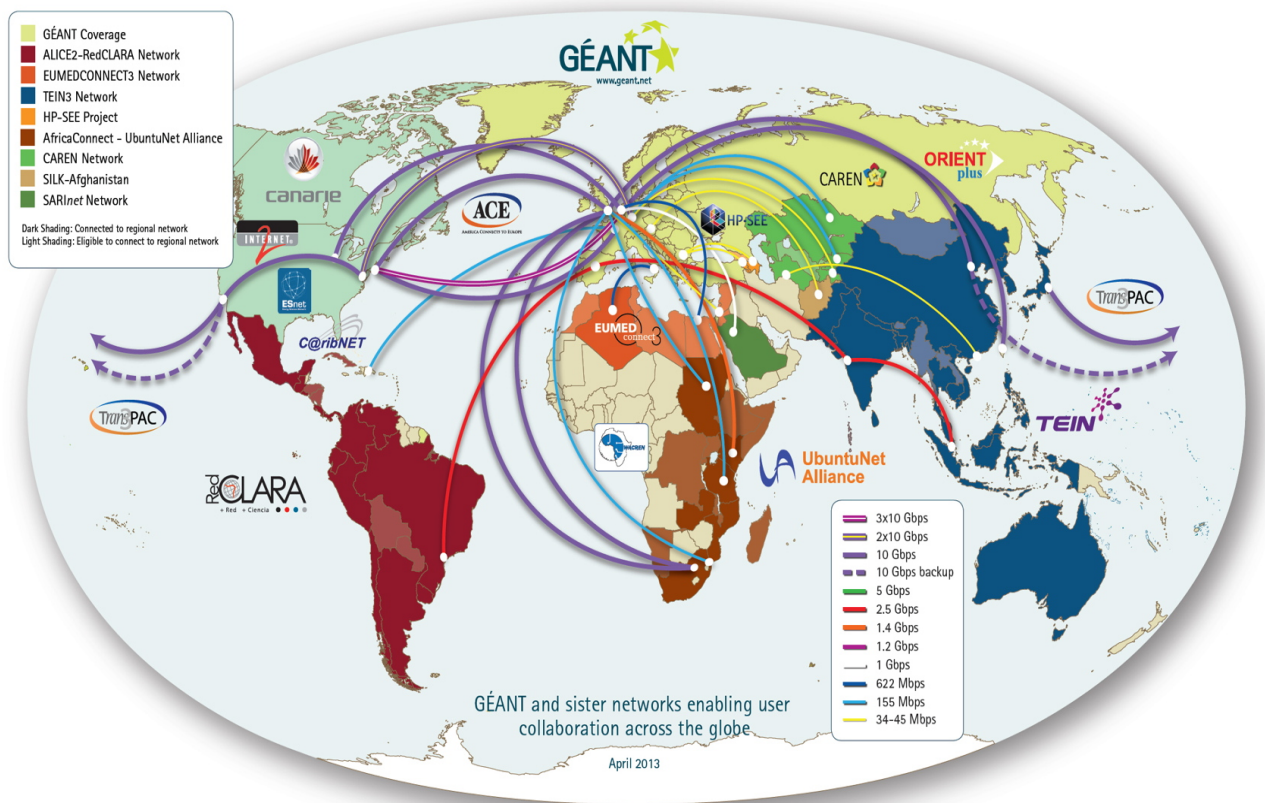 GÉANT Coverage
ALICE2-RedCLARA Network
EUMEDCONNECT3 Network
TEIN3 Network
HP-SEE Project
AfricaConnect - UbuntuNet Alliance
CAREN Network
SILK-Afghanistan
SARInet Network
Dark Shading: Connected to regional network
Light Shading: Eligible to connect to regional network
GÉANT
www.geant.net
canarie
INTERNET2
ESnet
C@ribNET
ACE
AMERICA CONNECTS TO EUROPE
HP-SEE
CAREN
ORIENT
plus
TransPAC3
TransPAC3
EUMED
connect 3
TEIN
WACREN
UbuntuNet
Alliance
RedCLARA
+ Red + Ciencia
3x10 Gbps
2x10 Gbps
10 Gbps
10 Gbps backup
5 Gbps
2.5 Gbps
1.4 Gbps
1.2 Gbps
1 Gbps
622 Mbps
155 Mbps
34-45 Mbps
GÉANT and sister networks enabling user
collaboration across the globe
April 2013